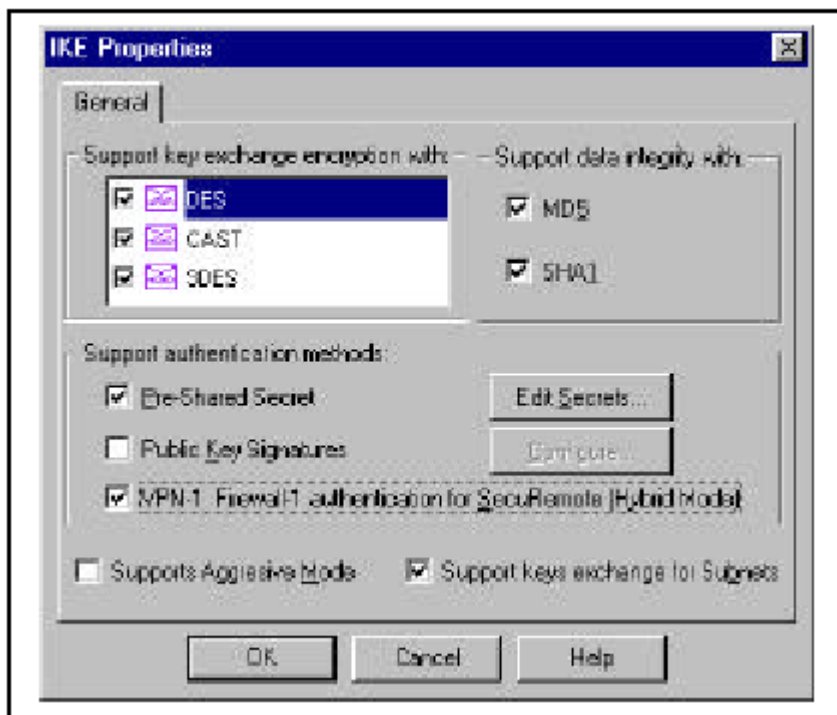 IKE Properties
General
Support key exchange encryption with:
DES
CAST
3DES
Support data integrity with:
MD5
SHA1
Support authentication methods:
Pre-Shared Secret
Edit Secrets...
Public Key Signatures
Configure...
VPN-1 Firewall-1 authentication for SecuRemote (Hybrid Mode)
Supports Aggresive Mode
Support keys exchange for Subnets
OK
Cancel
Help